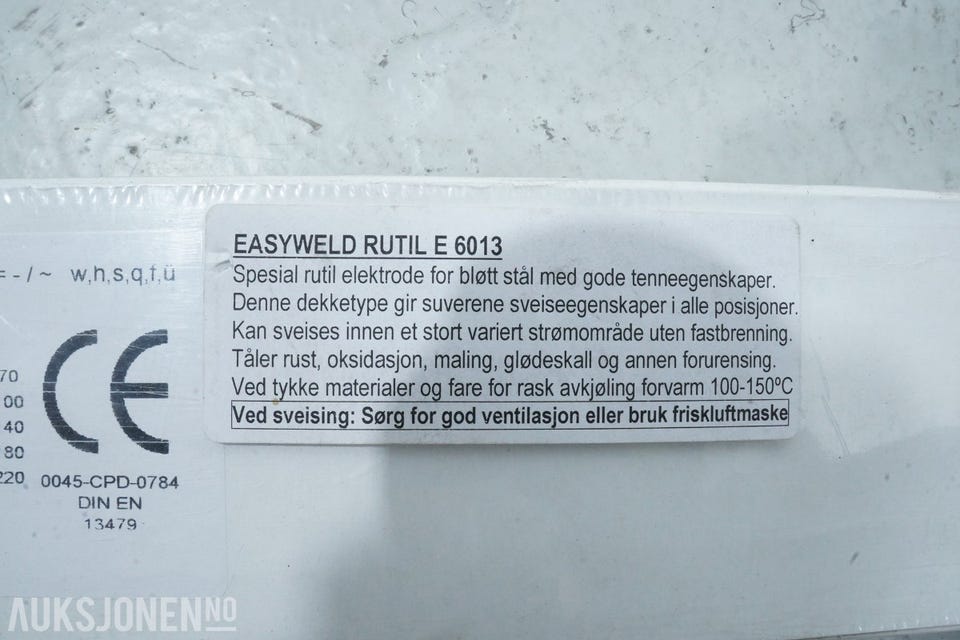 EASYWELD RUTIL E 6013
Spesial rutil elektrode for bløtt stål med gode tenneegenskaper.
Denne dekketype gir suverene sveiseegenskaper i alle posisjoner.
Kan sveises innen et stort variert strømområde uten fastbrenning.
Tåler rust, oksidasjon, maling, glødeskall og annen forurensing.
Ved tykke materialer og fare for rask avkjøling forvarm 100-150ºC
Ved sveising: Sørg for god ventilasjon eller bruk friskluftmaske
= - / ~ w,h,s,q,f,ü
CE
70
00
40
80
220
0045-CPD-0784
DIN EN
13479
AUKSJONEN NO